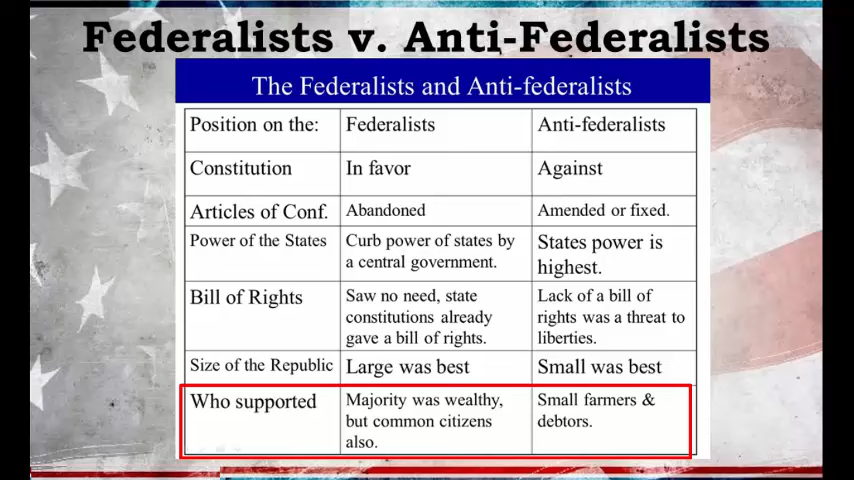 Federalists v. Anti-Federalists
The Federalists and Anti-federalists
Position on the: Federalists Anti-federalists
Constitution In favor Against
Articles of Conf. Abandoned Amended or fixed.
Power of the States Curb power of states by States power is
a central government. highest.
Bill of Rights Saw no need, state Lack of a bill of
constitutions already rights was a threat to
gave a bill of rights. liberties.
Size of the Republic Large was best Small was best
Who supported Majority was wealthy, Small farmers &
but common citizens debtors.
also.